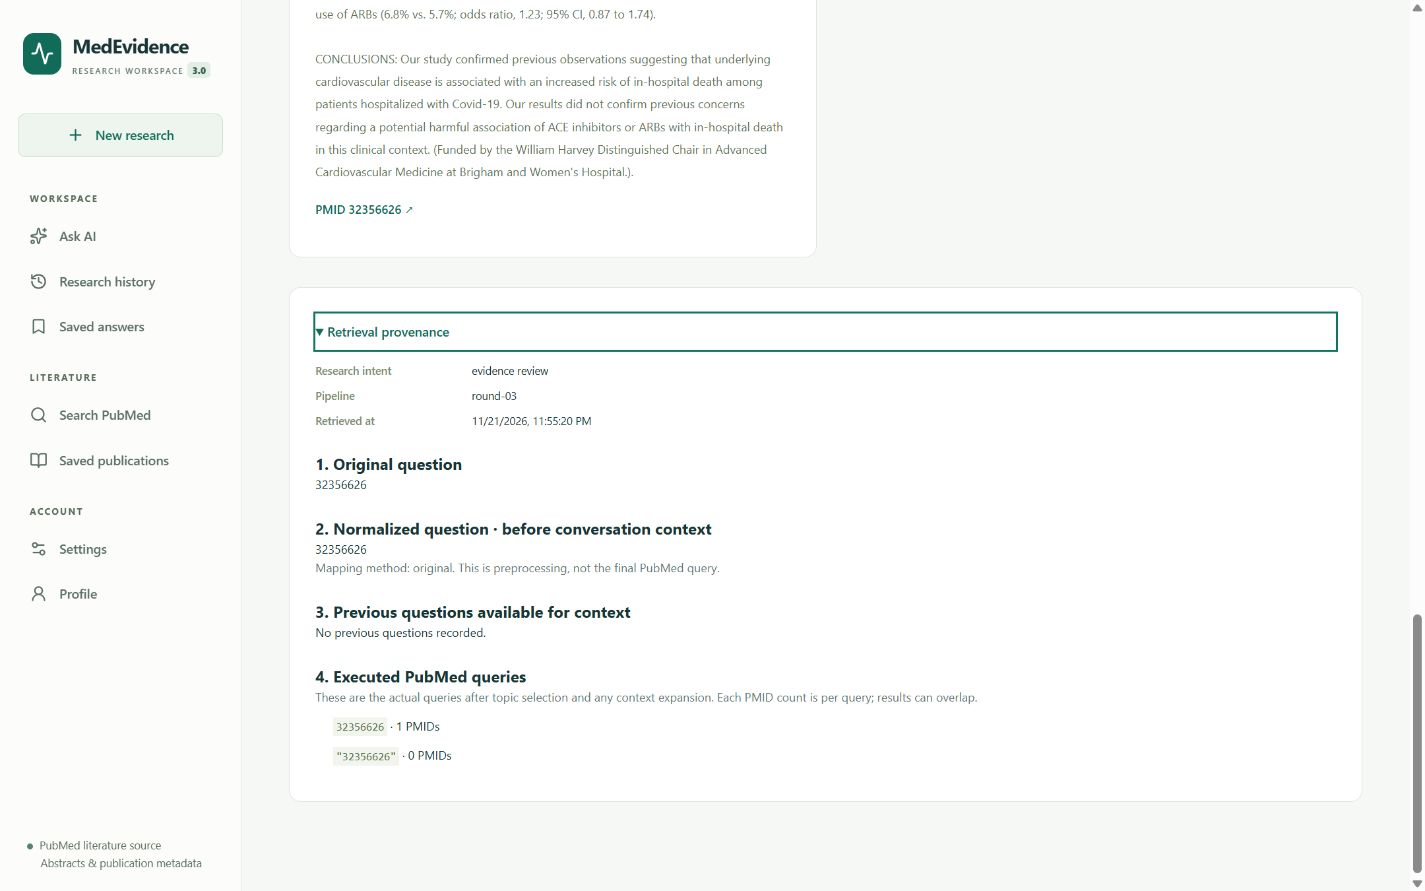 MedEvidence
RESEARCH WORKSPACE 3.0
New research
WORKSPACE
Ask AI
Research history
Saved answers
LITERATURE
Search PubMed
Saved publications
ACCOUNT
Settings
Profile
PubMed literature source
Abstracts & publication metadata
use of ARBs (6.8% vs. 5.7%; odds ratio, 1.23; 95% CI, 0.87 to 1.74).
CONCLUSIONS: Our study confirmed previous observations suggesting that underlying
cardiovascular disease is associated with an increased risk of in-hospital death among
patients hospitalized with Covid-19. Our results did not confirm previous concerns
regarding a potential harmful association of ACE inhibitors or ARBs with in-hospital death
in this clinical context. (Funded by the William Harvey Distinguished Chair in Advanced
Cardiovascular Medicine at Brigham and Women's Hospital.).
PMID 32356626 ↗
▼ Retrieval provenance
Research intent evidence review
Pipeline round-03
Retrieved at 11/21/2026, 11:55:20 PM
1. Original question
32356626
2. Normalized question · before conversation context
32356626
Mapping method: original. This is preprocessing, not the final PubMed query.
3. Previous questions available for context
No previous questions recorded.
4. Executed PubMed queries
These are the actual queries after topic selection and any context expansion. Each PMID count is per query; results can overlap.
32356626 · 1 PMIDs
"32356626" · 0 PMIDs